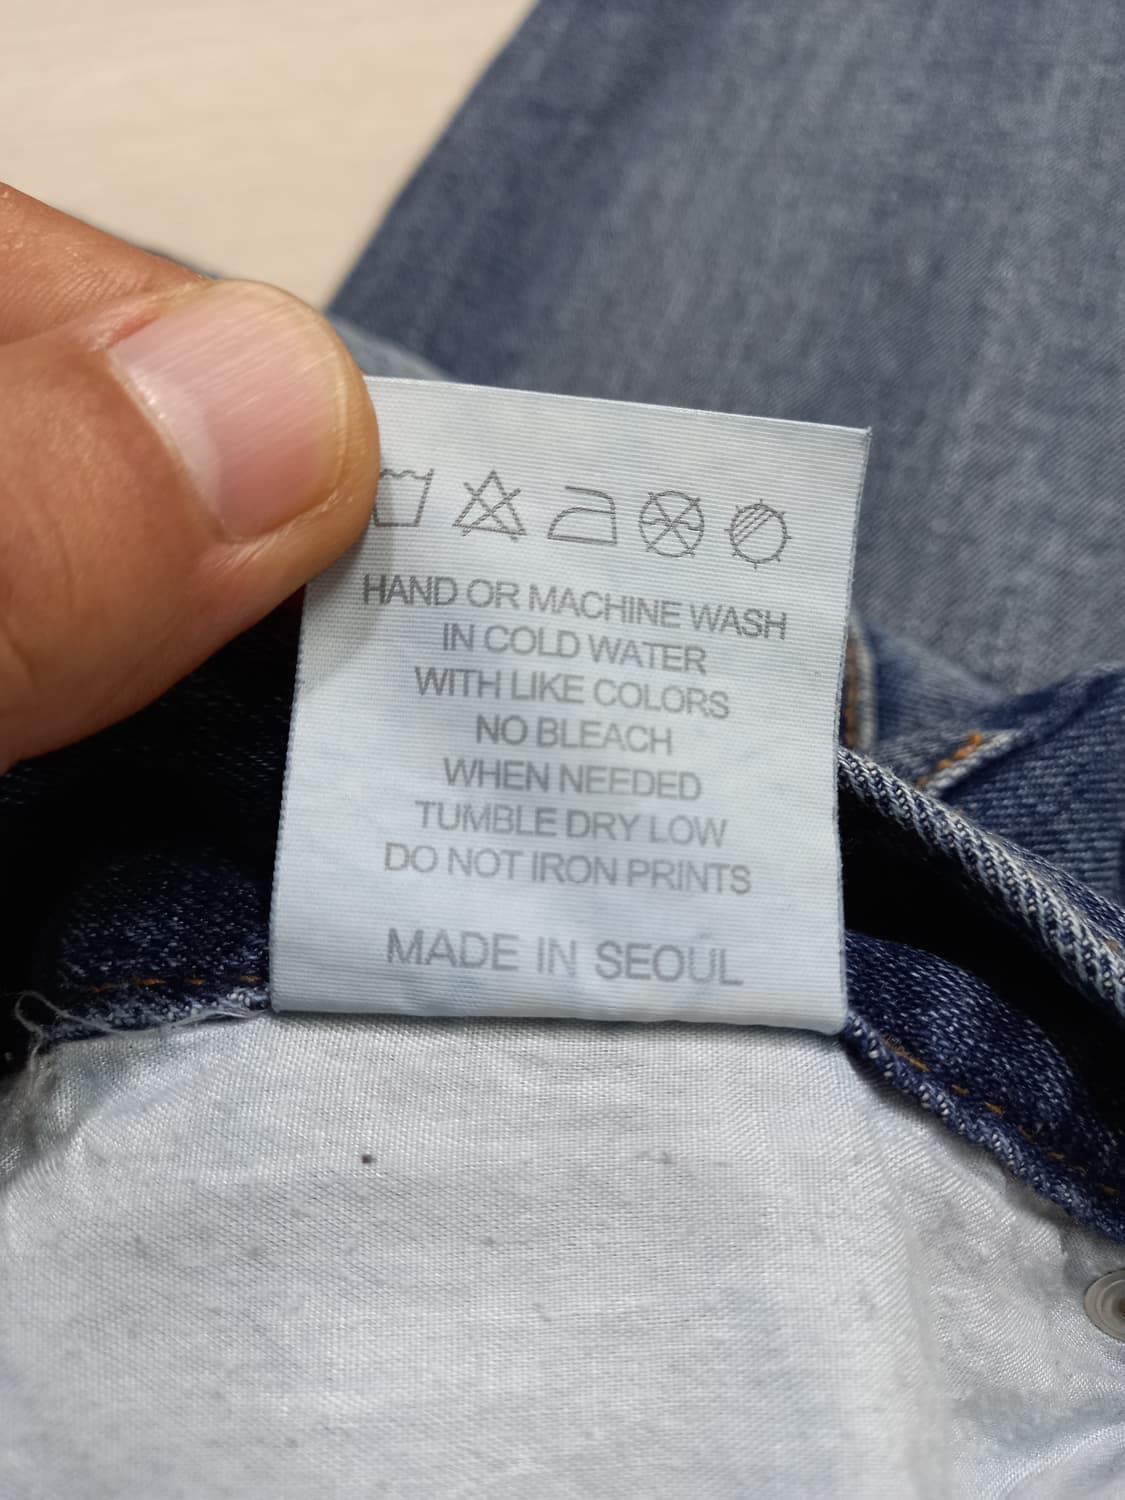 HAND OR MACHINE WASH
IN COLD WATER
WITH LIKE COLORS
NO BLEACH
WHEN NEEDED
TUMBLE DRY LOW
DO NOT IRON PRINTS
MADE IN SEOUL